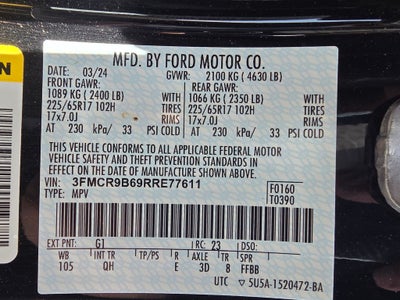 N
MFD. BY FORD MOTOR CO.
DATE: 03/24 GVWR: 2100 KG ( 4630 LB)
FRONT GAWR: REAR GAWR:
1089 KG ( 2400 LB) WITH 1066 KG ( 2350 LB) WITH
225/65R17 102H TIRES 225/65R17 102H TIRES
17x7.0J RIMS 17x7.0J RIMS
AT 230 kPa/ 33 PSI COLD AT 230 kPa/ 33 PSI COLD
THIS VEHICLE CONFORMS TO ALL APPLICABLE FEDERAL MOTOR
VEHICLE SAFETY AND THEFT PREVENTION STANDARDS IN EFFECT
ON THE DATE OF MANUFACTURE SHOWN ABOVE.
VIN: 3FMCR9B69RRE77611 F0160
TYPE: MPV T0390
EXT PNT: G1 RC: 23
WB INT TR TP/PS R AXLE TR SPR
105 QH E 3D 8 FFBB
UTC ▽ 5U5A-1520472-BA